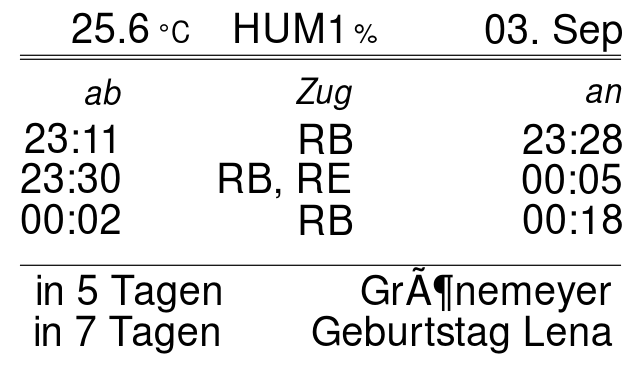 25.6 °C HUM1 % 03. Sep
ab Zug an
23:11 RB 23:28
23:30 RB, RE 00:05
00:02 RB 00:18
in 5 Tagen GrÃ¶nemeyer
in 7 Tagen Geburtstag Lena